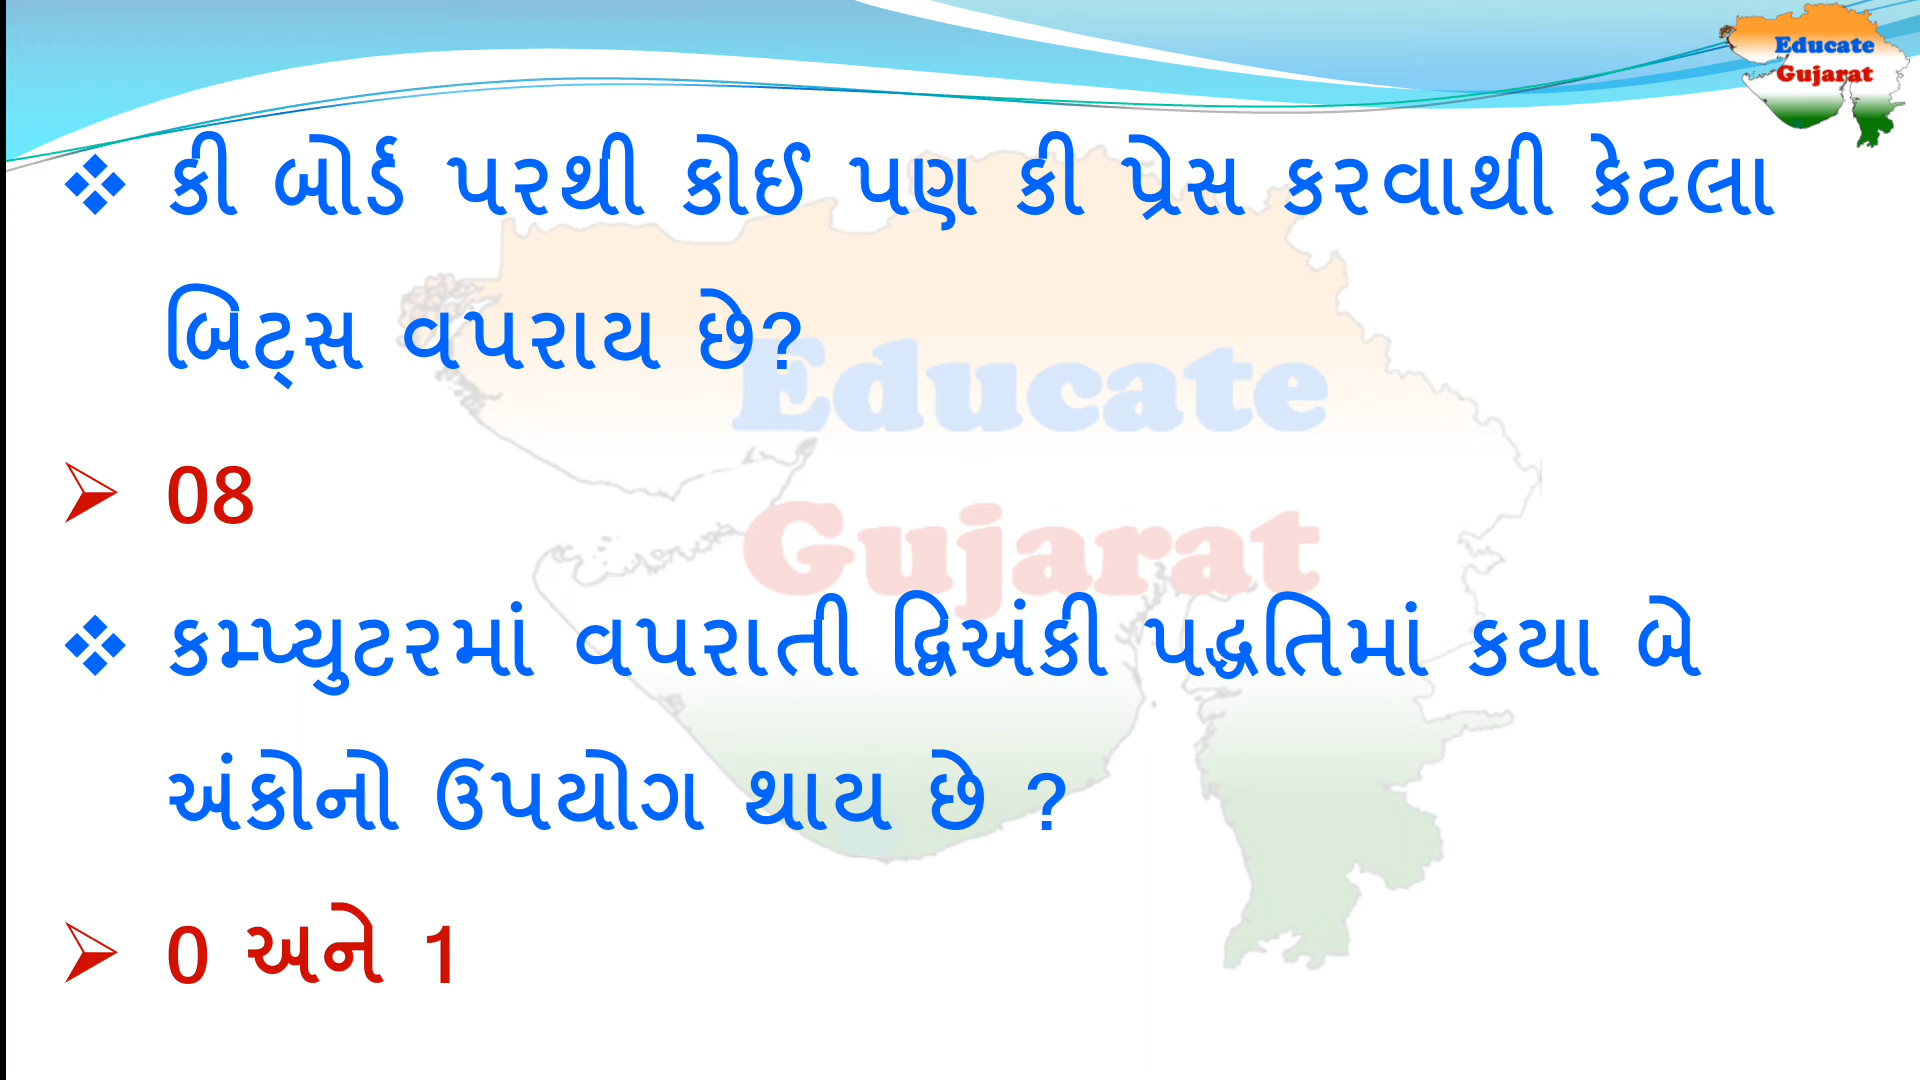 Educate
Gujarat
❖ કી બોર્ડ પરથી કોઈ પણ કી પ્રેસ કરવાથી કેટલા
બિટ્સ વપરાય છે?
Educate
➢ 08
Gujarat
❖ કમ્પ્યુટરમાં વપરાતી દ્વિઅંકી પદ્ધતિમાં કયા બે
અંકોનો ઉપયોગ થાય છે ?
➢ 0 અને 1